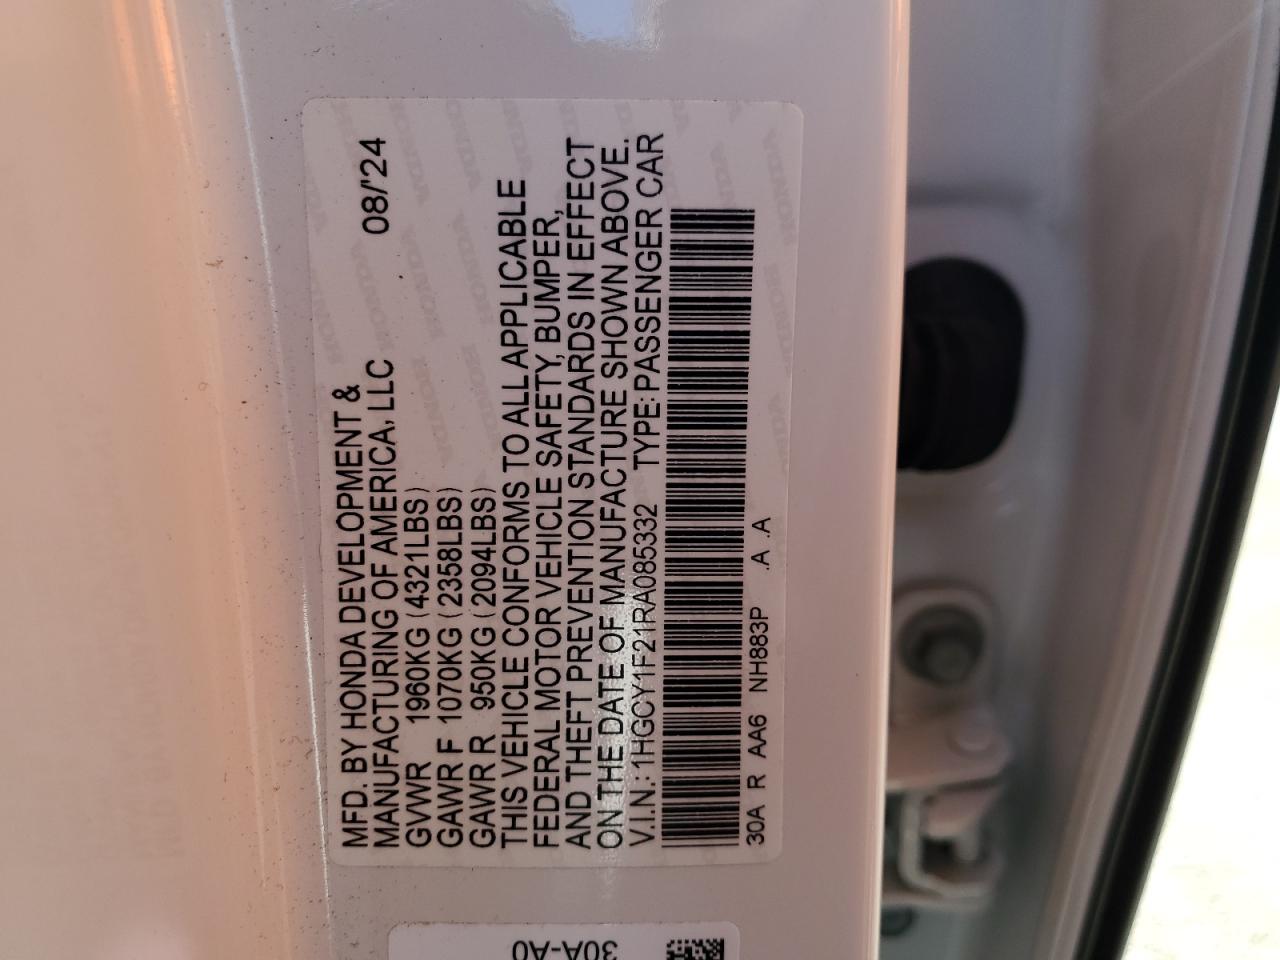 MFD. BY HONDA DEVELOPMENT &
MANUFACTURING OF AMERICA, LLC 08/'24
GVWR 1960KG (4321LBS)
GAWR F 1070KG (2358LBS)
GAWR R 950KG (2094LBS)
THIS VEHICLE CONFORMS TO ALL APPLICABLE
FEDERAL MOTOR VEHICLE SAFETY, BUMPER,
AND THEFT PREVENTION STANDARDS IN EFFECT
ON THE DATE OF MANUFACTURE SHOWN ABOVE.
V.I.N.: 1HGCY1F21RA085332 TYPE: PASSENGER CAR
30A R AA6 NH883P .A .A
30A-A0